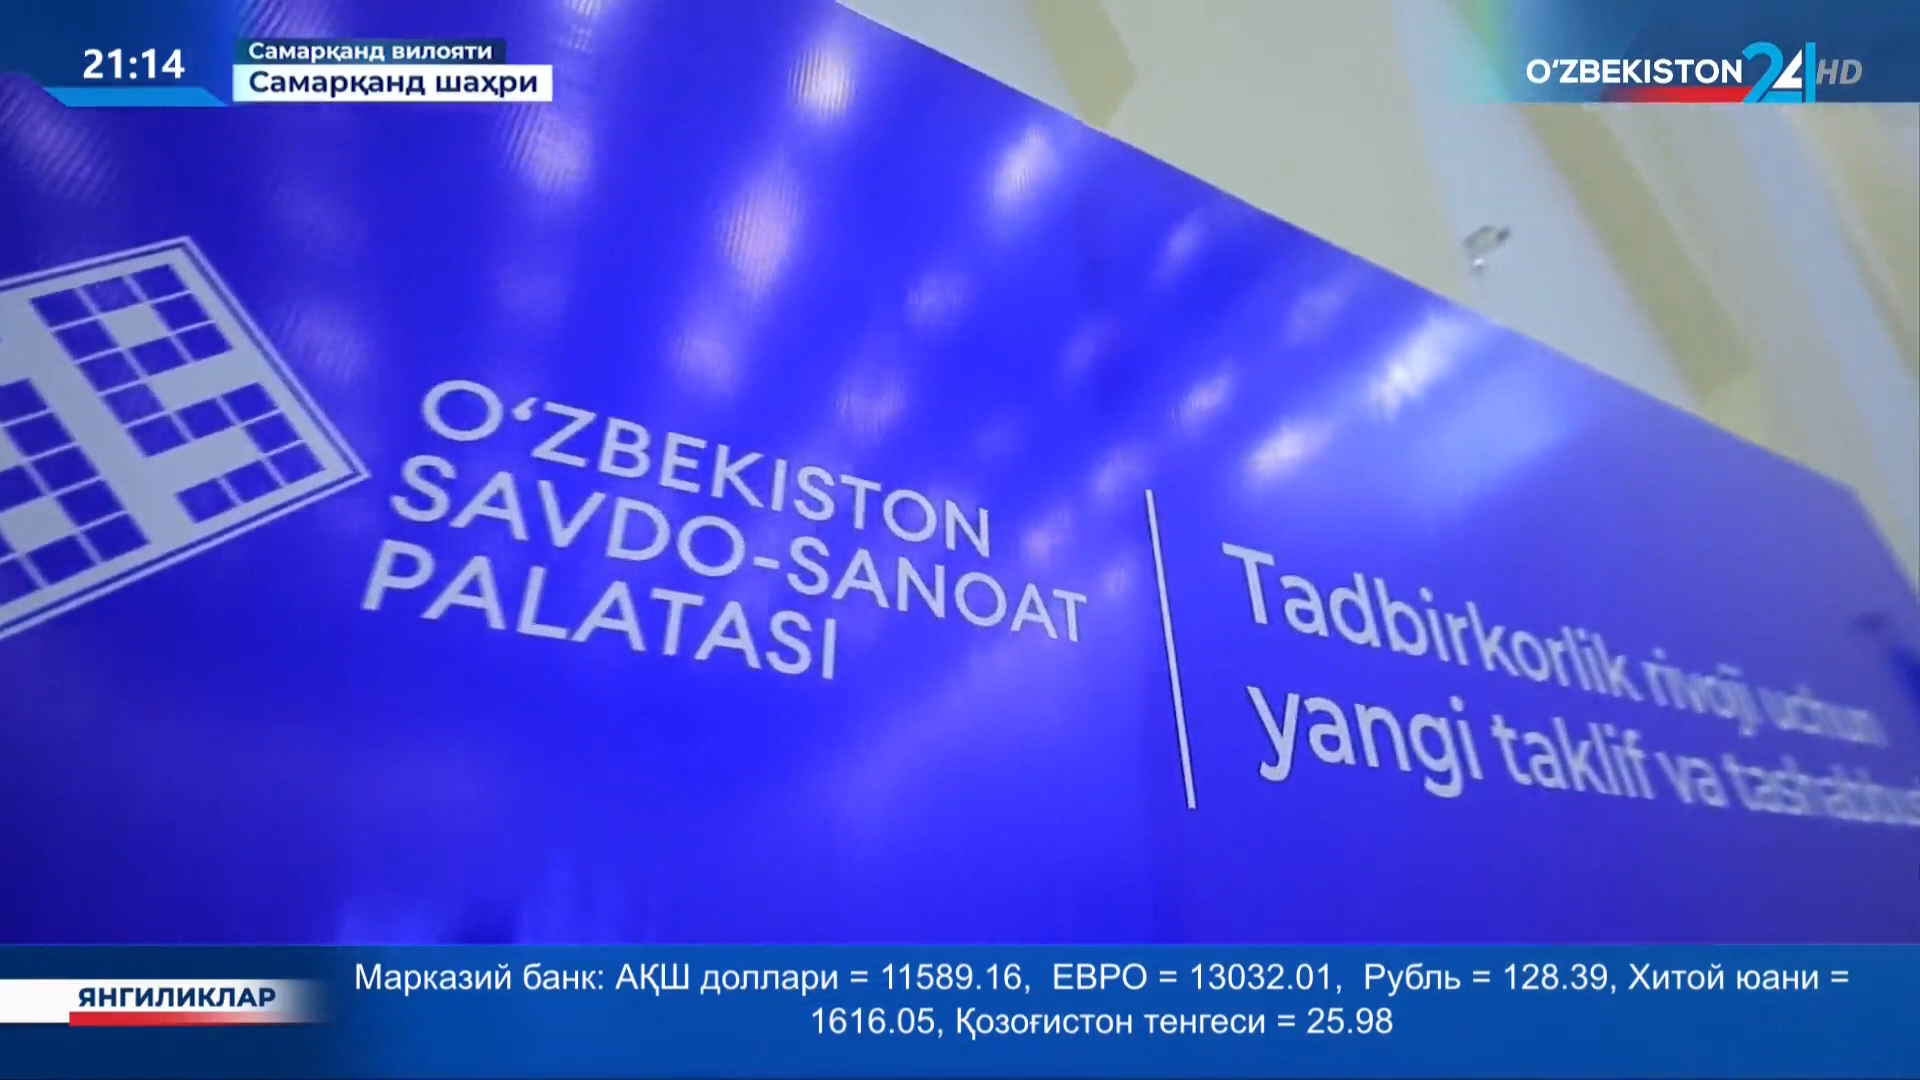 21:14
Самарқанд вилояти
Самарқанд шаҳри
O‘ZBEKISTON 24 HD
O‘ZBEKISTON
SAVDO-SANOAT
PALATASI
Tadbirkorlik rivoji uchun
yangi taklif va
ЯНГИЛИКЛАР
Марказий банк: АҚШ доллари = 11589.16, ЕВРО = 13032.01, Рубль = 128.39, Хитой юани =
1616.05, Қозоғистон тенгеси = 25.98